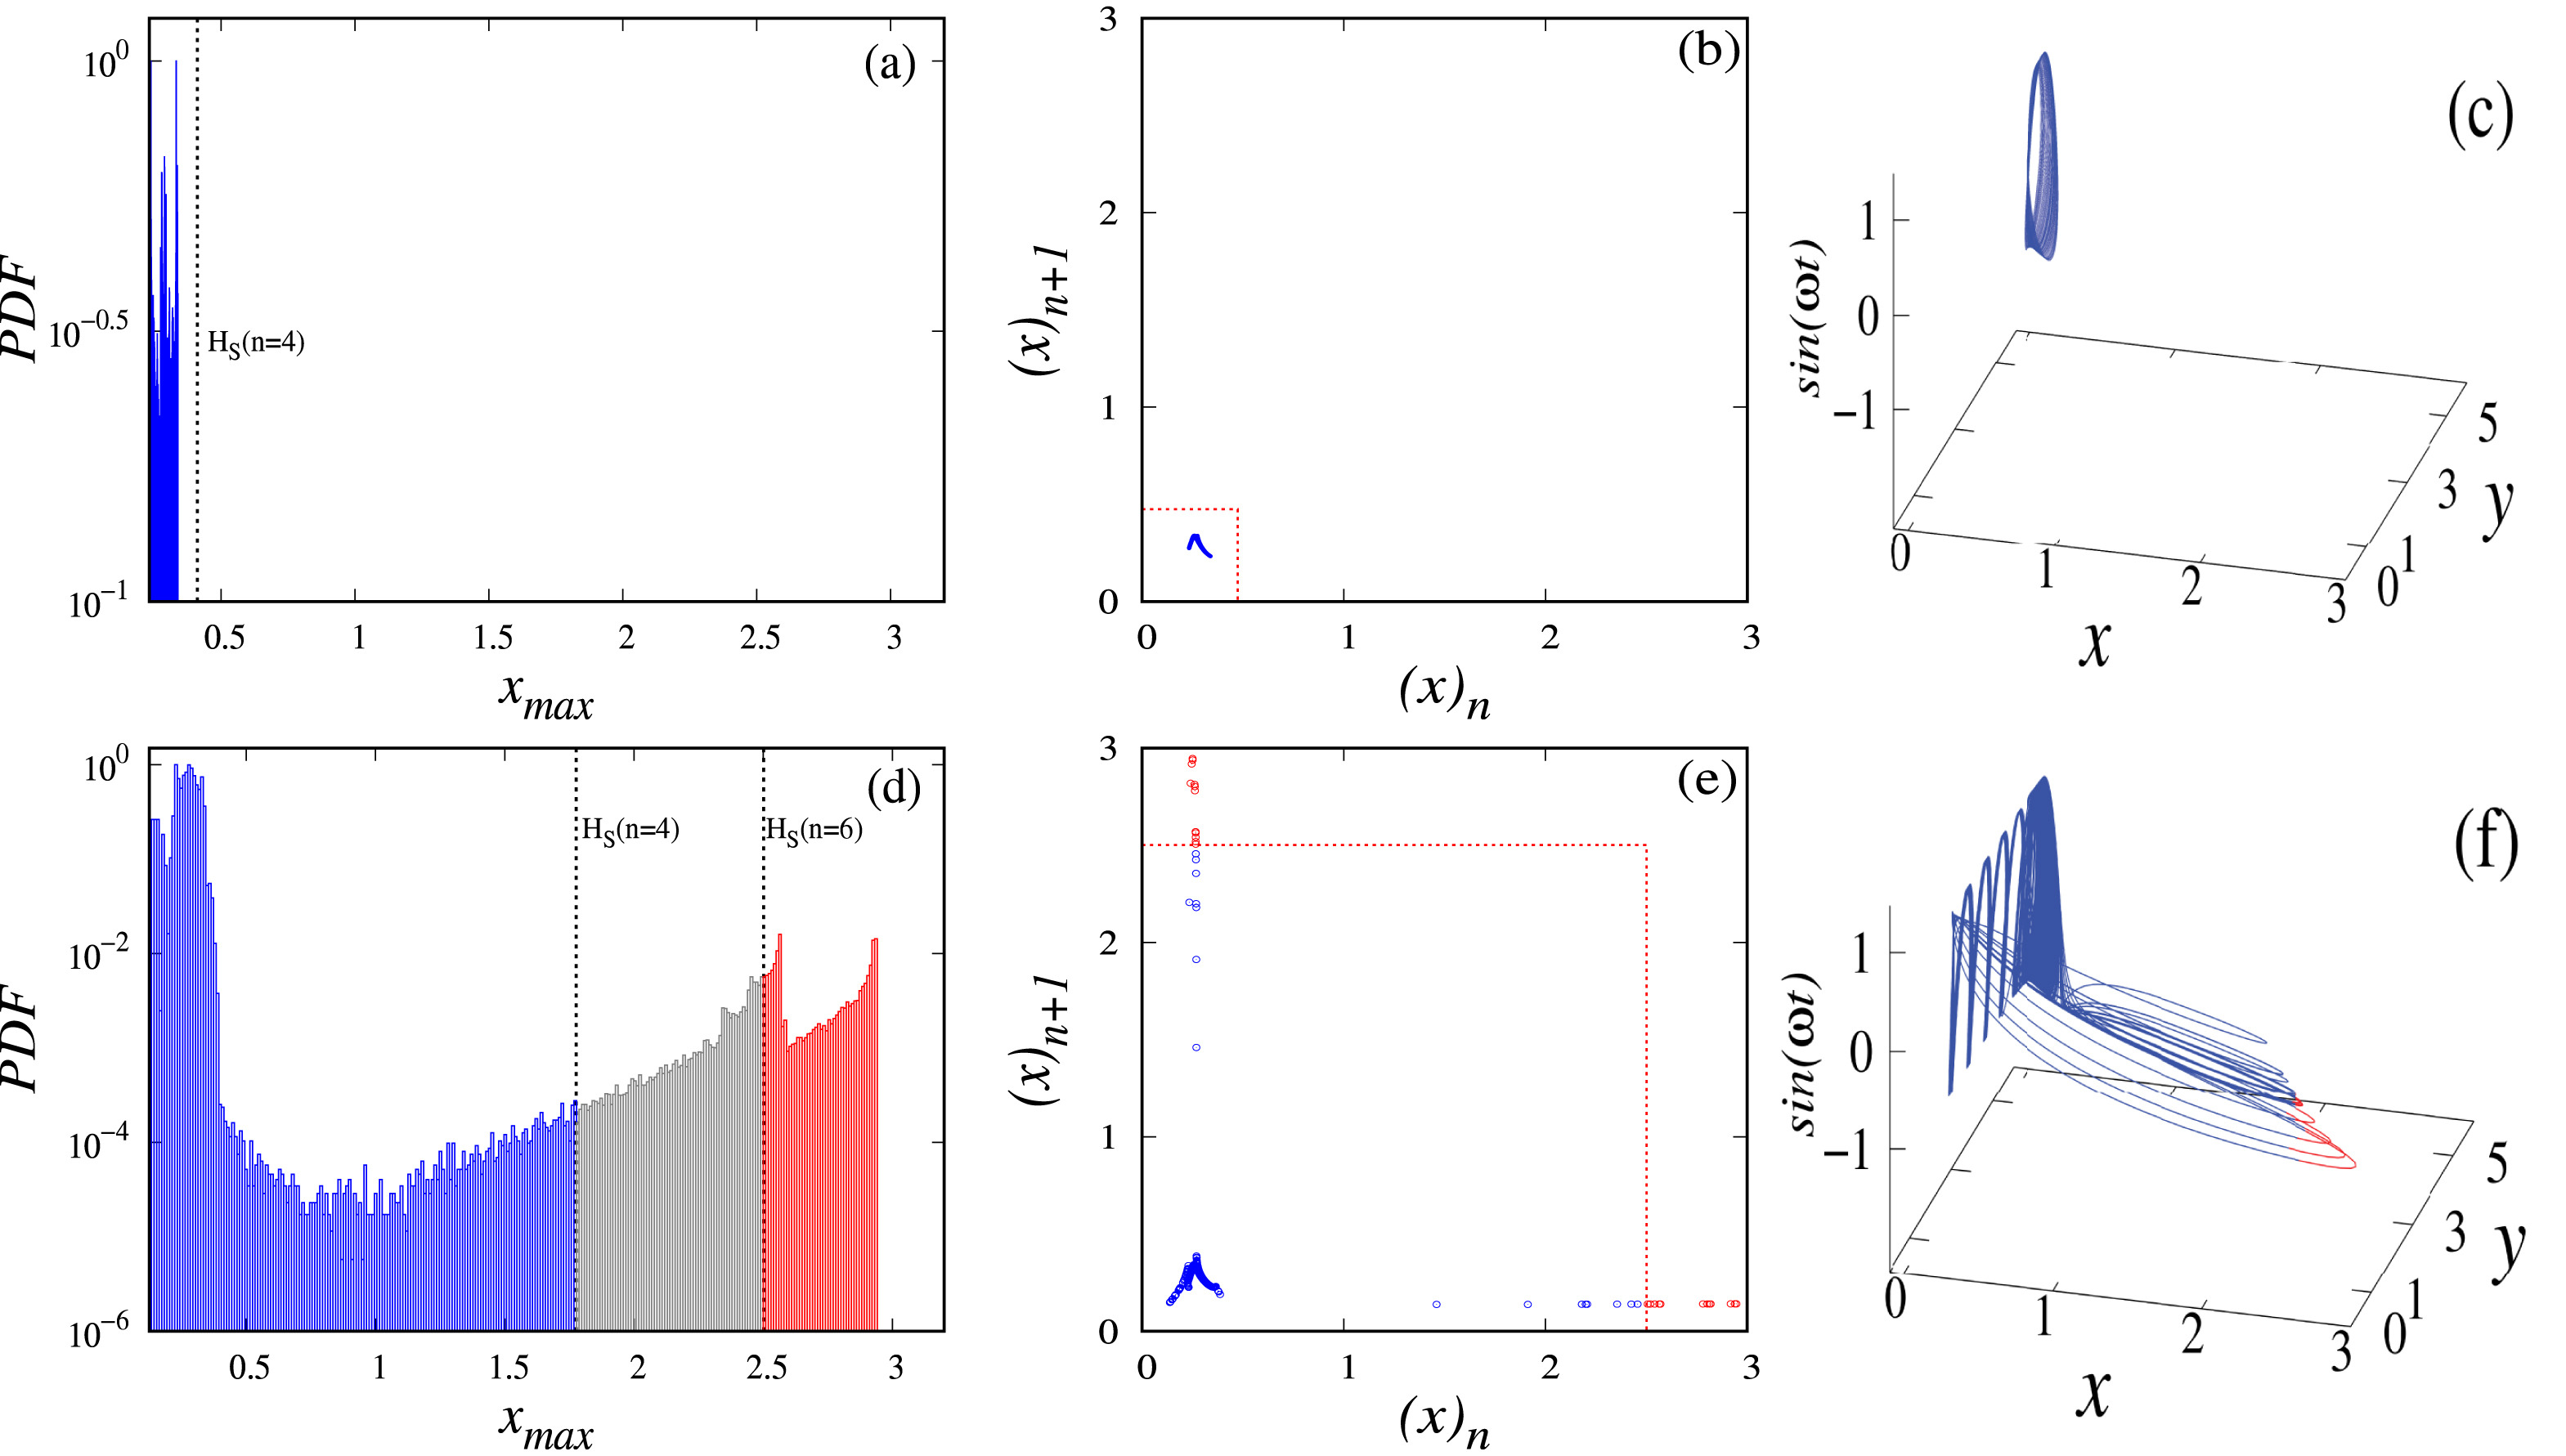 (a)
10^0
10^-0.5
10^-1
PDF
H_S(n=4)
0.5 1 1.5 2 2.5 3
x_max
(b)
3
2
1
0
(x)_n+1
0 1 2 3
(x)_n
(c)
sin(ωt)
1
0
−1
0 1 2 3
x
5
3
1
0
y
(d)
10^0
10^-2
10^-4
10^-6
PDF
H_S(n=4) H_S(n=6)
0.5 1 1.5 2 2.5 3
x_max
(e)
3
2
1
0
(x)_n+1
0 1 2 3
(x)_n
(f)
sin(ωt)
1
0
−1
0 1 2 3
x
5
3
1
0
y